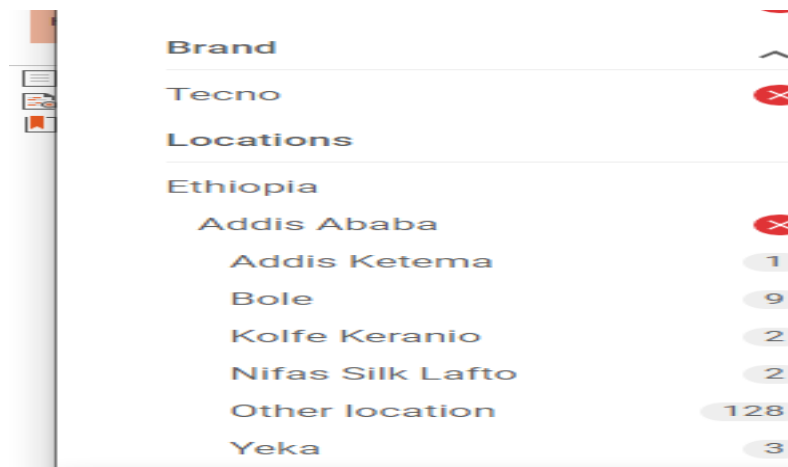 Brand
Tecno
Locations
Ethiopia
Addis Ababa
Addis Ketema 1
Bole 9
Kolfe Keranio 2
Nifas Silk Lafto 2
Other location 128
Yeka 3